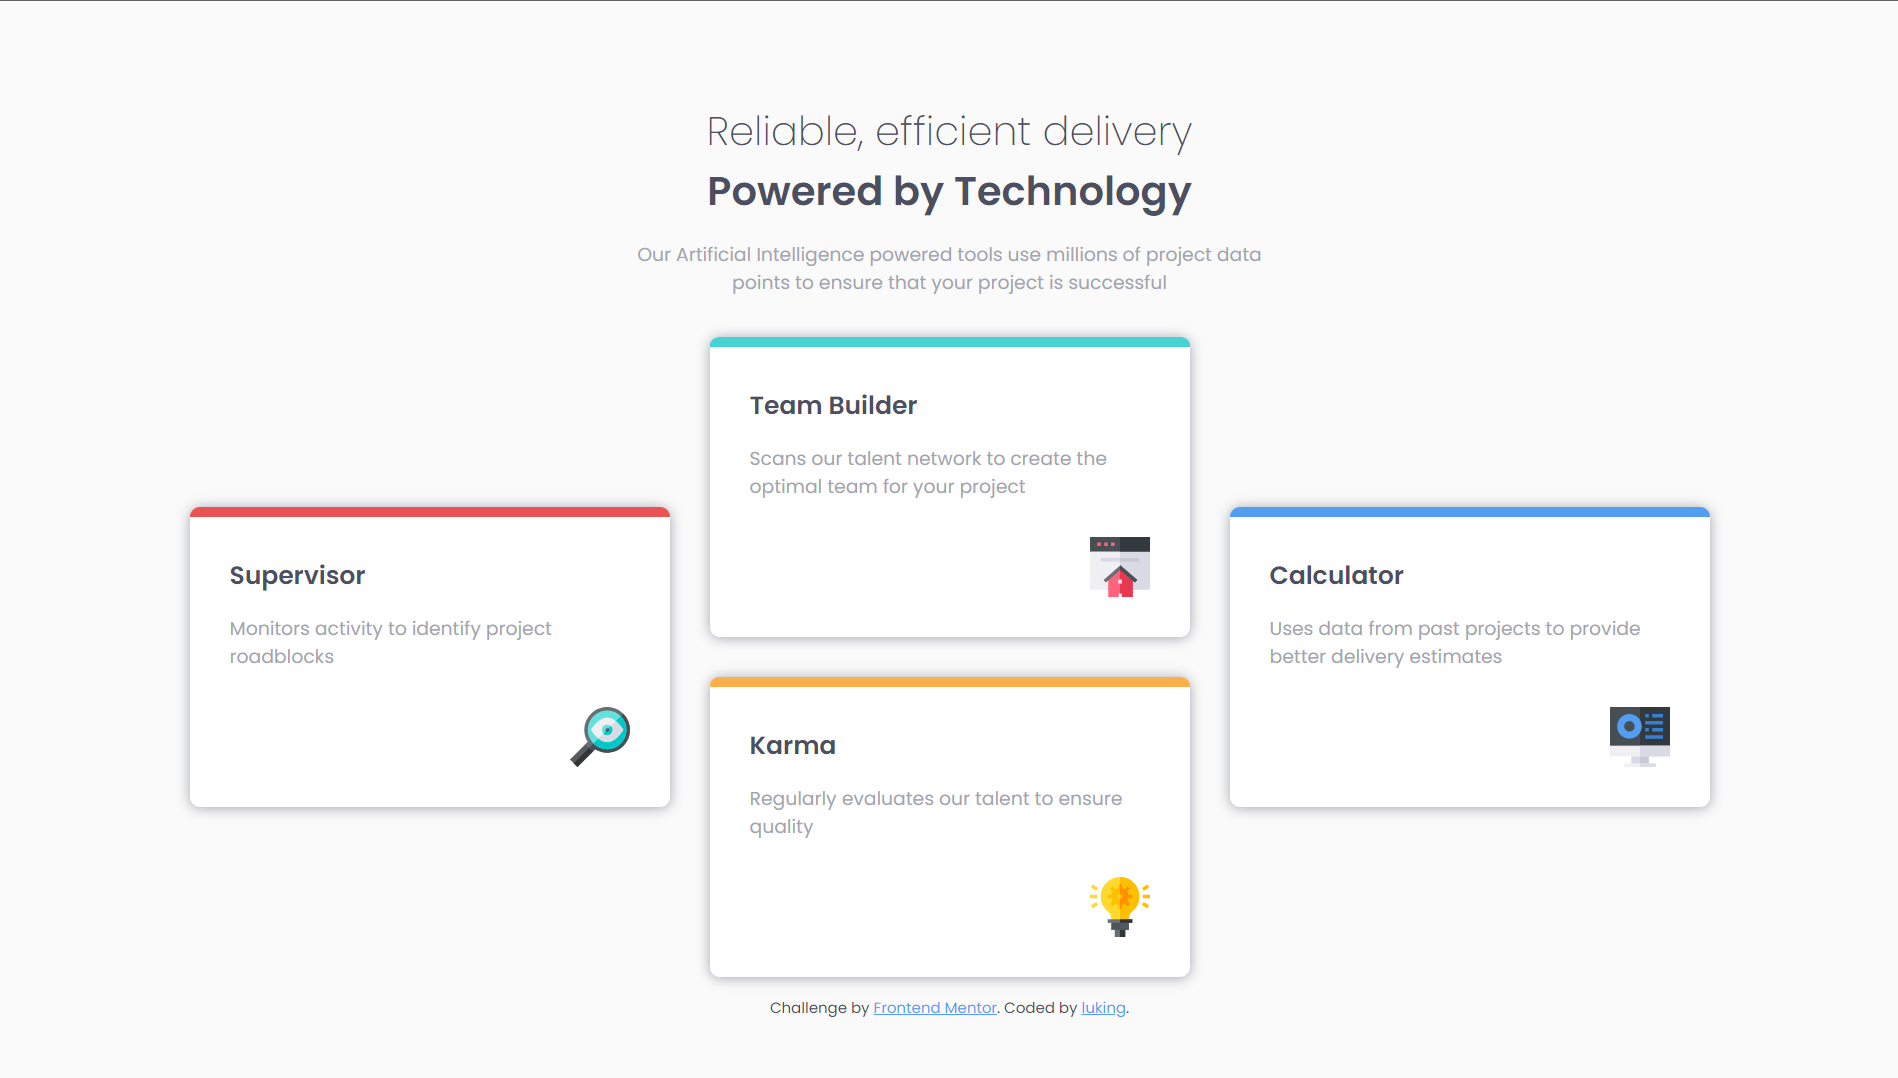 Reliable, efficient delivery
Powered by Technology
Our Artificial Intelligence powered tools use millions of project data
points to ensure that your project is successful
Team Builder
Scans our talent network to create the
optimal team for your project
Supervisor
Monitors activity to identify project
roadblocks
Calculator
Uses data from past projects to provide
better delivery estimates
Karma
Regularly evaluates our talent to ensure
quality
Challenge by Frontend Mentor. Coded by luking.